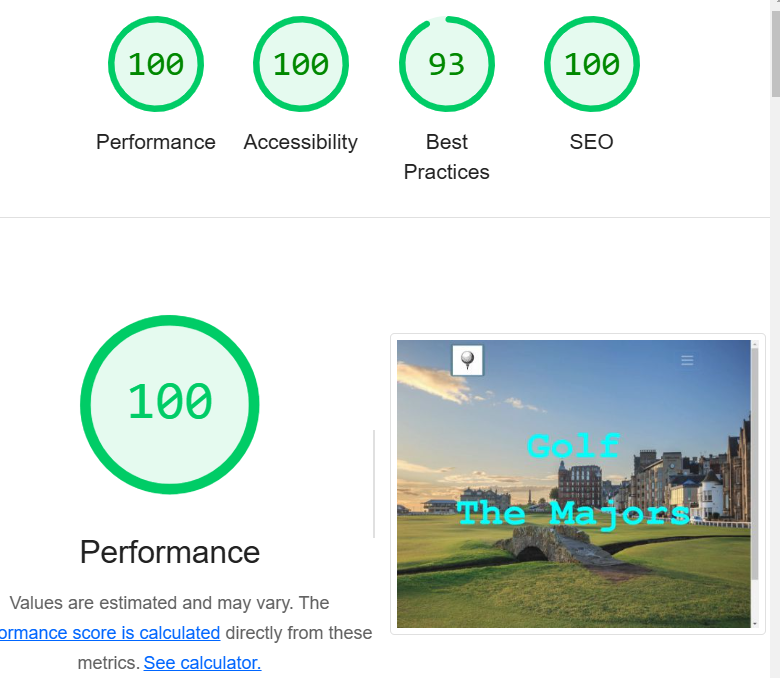 100 100 93 100
Performance Accessibility Best SEO
Practices
100
Golf
The Majors
Performance
Values are estimated and may vary. The
ormance score is calculated directly from these
metrics. See calculator.